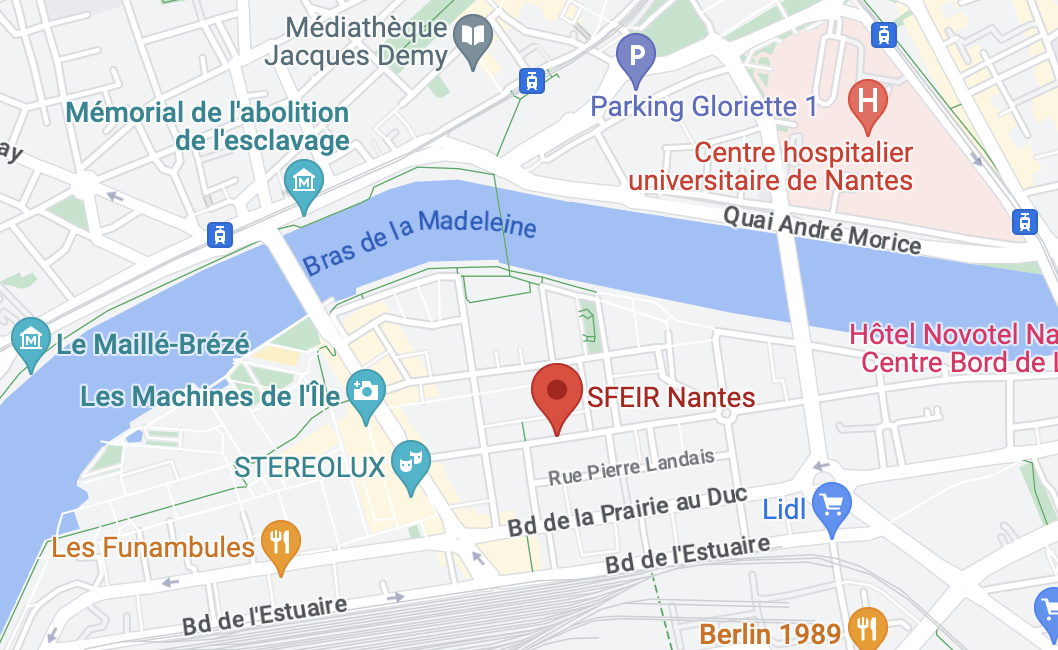 Médiathèque
Jacques Demy
Parking Gloriette 1
Mémorial de l'abolition
de l'esclavage
ay
Centre hospitalier
universitaire de Nantes
Quai André Morice
Bras de la Madeleine
Hôtel Novotel Na
Centre Bord de L
Le Maillé-Brézé
Les Machines de l'Île
SFEIR Nantes
STEREOLUX
Rue Pierre Landais
Bd de la Prairie au Duc
Lidl
Les Funambules
Bd de l'Estuaire
Bd de l'Estuaire
Berlin 1989
P
H